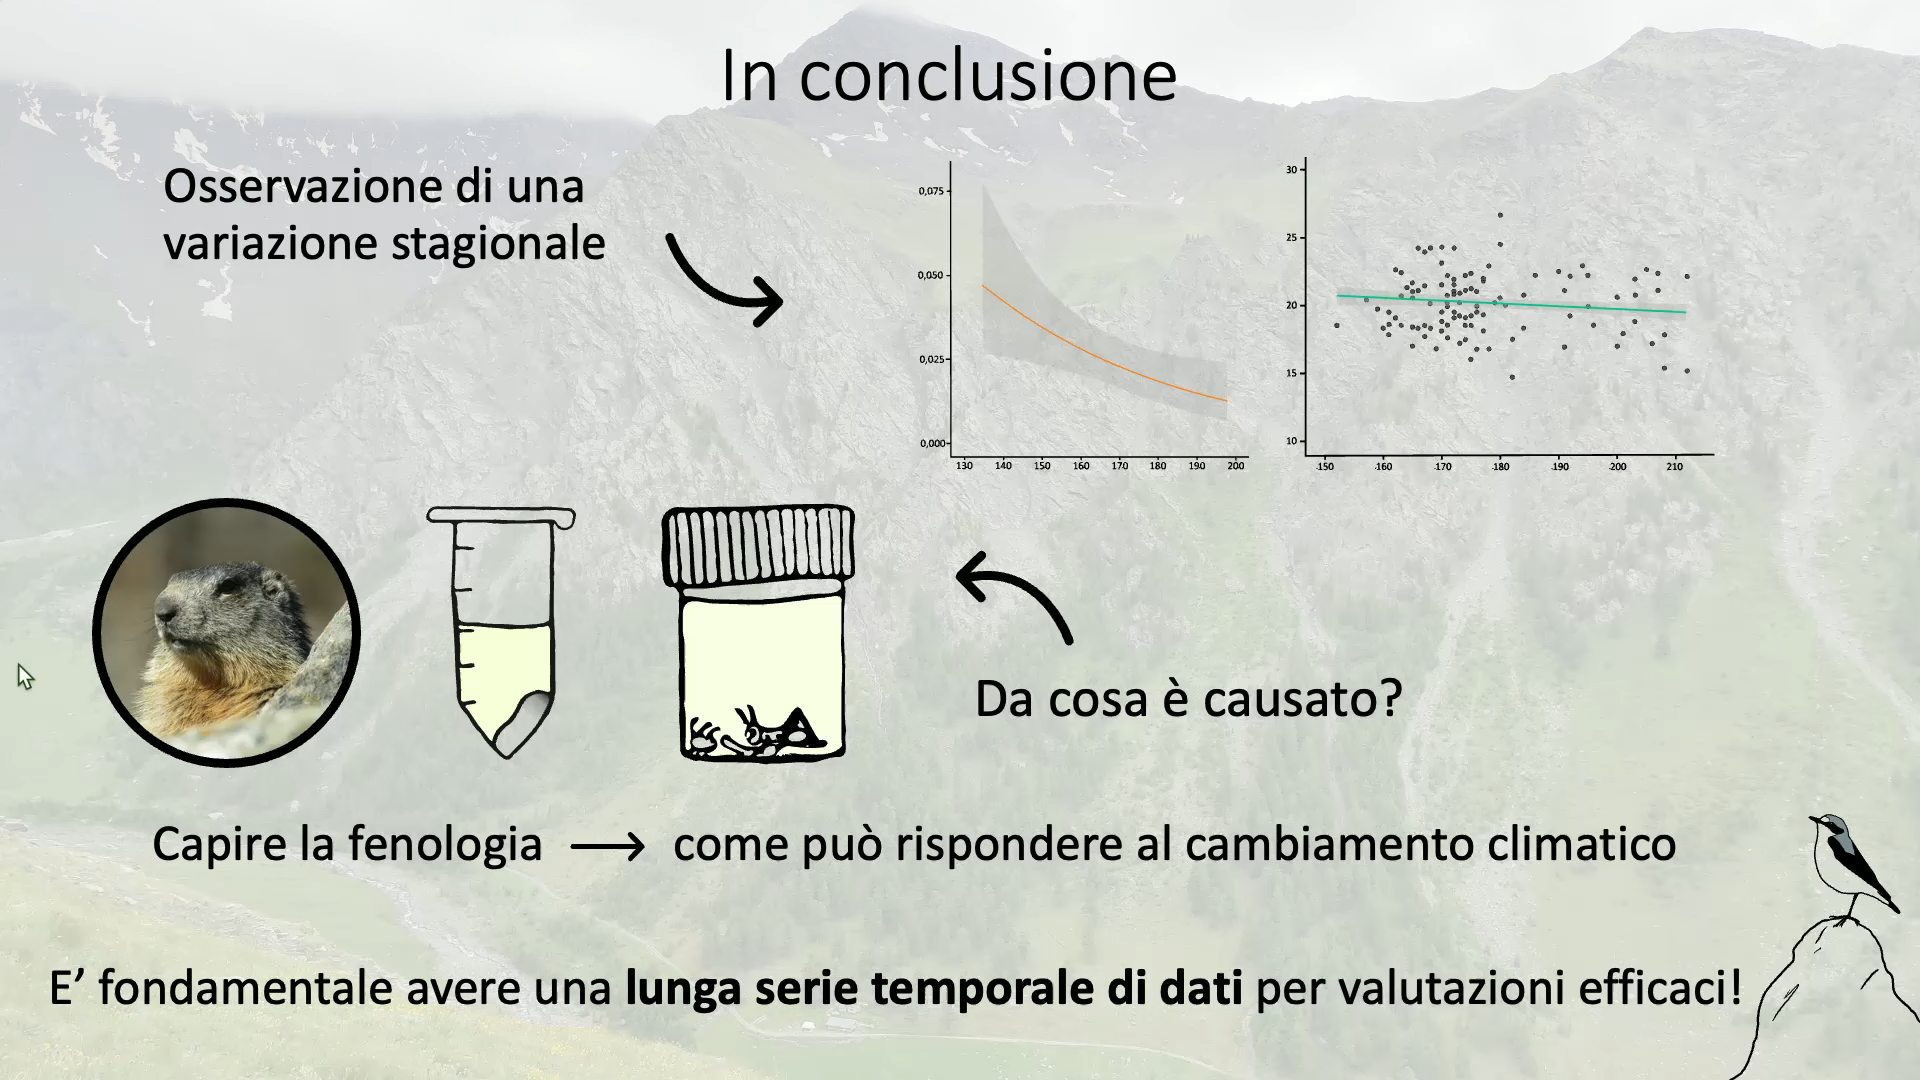 In conclusione
Osservazione di una
variazione stagionale
0,075
0,050
0,025
0,000
130 140 150 160 170 180 190 200
30
25
20
15
10
150 160 170 180 190 200 210
Da cosa è causato?
Capire la fenologia → come può rispondere al cambiamento climatico
E’ fondamentale avere una lunga serie temporale di dati per valutazioni efficaci!